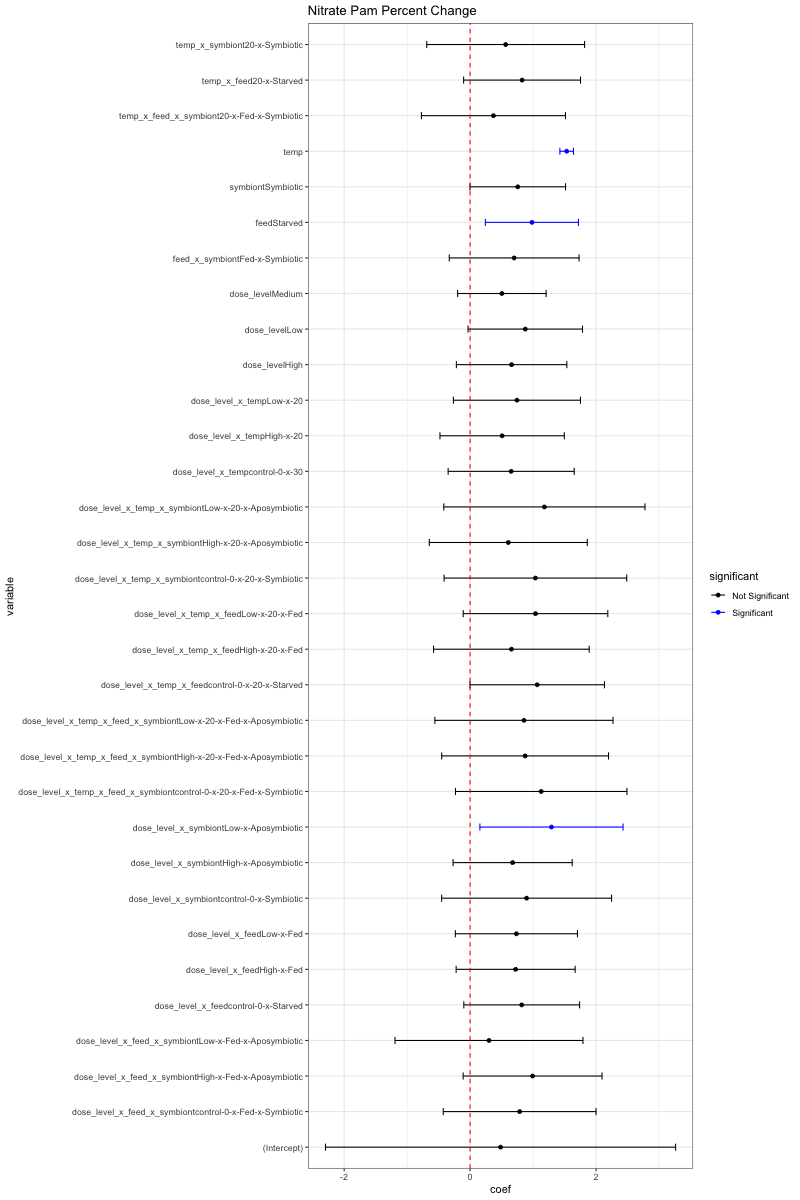 Nitrate Pam Percent Change
temp_x_symbiont20-x-Symbiotic
temp_x_feed20-x-Starved
temp_x_feed_x_symbiont20-x-Fed-x-Symbiotic
temp
symbiontSymbiotic
feedStarved
feed_x_symbiontFed-x-Symbiotic
dose_levelMedium
dose_levelLow
dose_levelHigh
dose_level_x_tempLow-x-20
dose_level_x_tempHigh-x-20
dose_level_x_tempcontrol-0-x-30
dose_level_x_temp_x_symbiontLow-x-20-x-Aposymbiotic
dose_level_x_temp_x_symbiontHigh-x-20-x-Aposymbiotic
dose_level_x_temp_x_symbiontcontrol-0-x-20-x-Symbiotic
dose_level_x_temp_x_feedLow-x-20-x-Fed
dose_level_x_temp_x_feedHigh-x-20-x-Fed
dose_level_x_temp_x_feedcontrol-0-x-20-x-Starved
dose_level_x_temp_x_feed_x_symbiontLow-x-20-x-Fed-x-Aposymbiotic
dose_level_x_temp_x_feed_x_symbiontHigh-x-20-x-Fed-x-Aposymbiotic
dose_level_x_temp_x_feed_x_symbiontcontrol-0-x-20-x-Fed-x-Symbiotic
dose_level_x_symbiontLow-x-Aposymbiotic
dose_level_x_symbiontHigh-x-Aposymbiotic
dose_level_x_symbiontcontrol-0-x-Symbiotic
dose_level_x_feedLow-x-Fed
dose_level_x_feedHigh-x-Fed
dose_level_x_feedcontrol-0-x-Starved
dose_level_x_feed_x_symbiontLow-x-Fed-x-Aposymbiotic
dose_level_x_feed_x_symbiontHigh-x-Fed-x-Aposymbiotic
dose_level_x_feed_x_symbiontcontrol-0-x-Fed-x-Symbiotic
(Intercept)
variable
-2 0 2
coef
significant
Not Significant
Significant